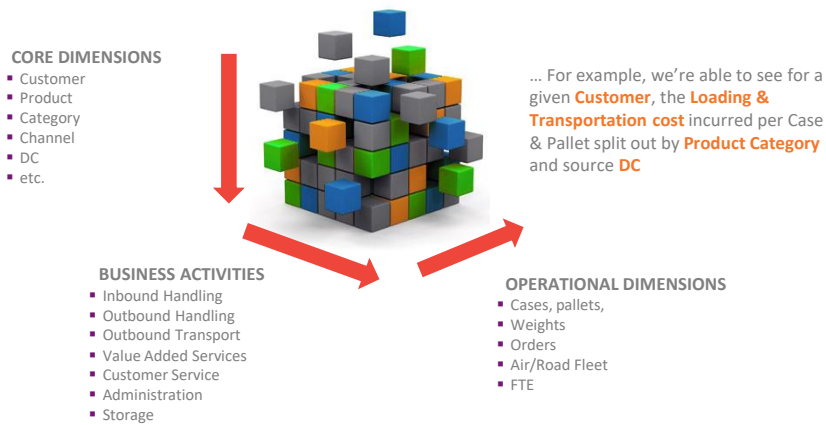 CORE DIMENSIONS
▪ Customer
▪ Product
▪ Category
▪ Channel
▪ DC
▪ etc.
… For example, we’re able to see for a
given Customer, the Loading &
Transportation cost incurred per Case
& Pallet split out by Product Category
and source DC
BUSINESS ACTIVITIES
▪ Inbound Handling
▪ Outbound Handling
▪ Outbound Transport
▪ Value Added Services
▪ Customer Service
▪ Administration
▪ Storage
OPERATIONAL DIMENSIONS
▪ Cases, pallets,
▪ Weights
▪ Orders
▪ Air/Road Fleet
▪ FTE